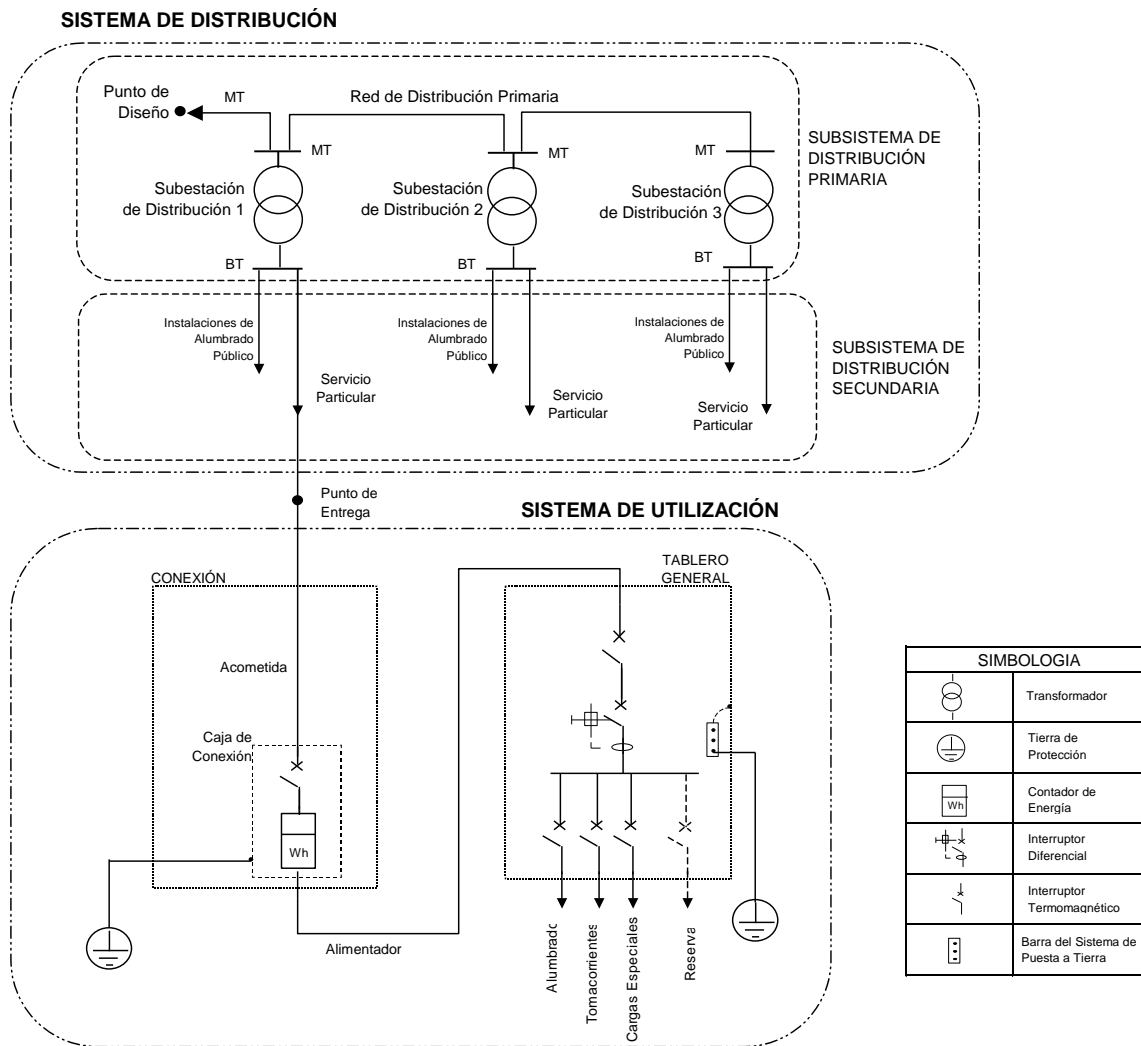 SISTEMA DE DISTRIBUCIÓN
Punto de
Diseño
MT
Red de Distribución Primaria
MT
MT
MT
SUBSISTEMA DE
DISTRIBUCIÓN
PRIMARIA
Subestación
de Distribución 1
Subestación
de Distribución 2
Subestación
de Distribución 3
BT
BT
BT
Instalaciones de
Alumbrado
Público
Instalaciones de
Alumbrado
Público
Instalaciones de
Alumbrado
Público
SUBSISTEMA DE
DISTRIBUCIÓN
SECUNDARIA
Servicio
Particular
Servicio
Particular
Servicio
Particular
Punto de
Entrega
SISTEMA DE UTILIZACIÓN
CONEXIÓN
TABLERO
GENERAL
Acometida
Caja de
Conexión
Wh
Alimentador
Alumbrado
Tomacorrientes
Cargas Especiales
Reserva
SIMBOLOGIA
Transformador
Tierra de
Protección
Wh
Contador de
Energía
Interruptor
Diferencial
Interruptor
Termomagnético
Barra del Sistema de
Puesta a Tierra